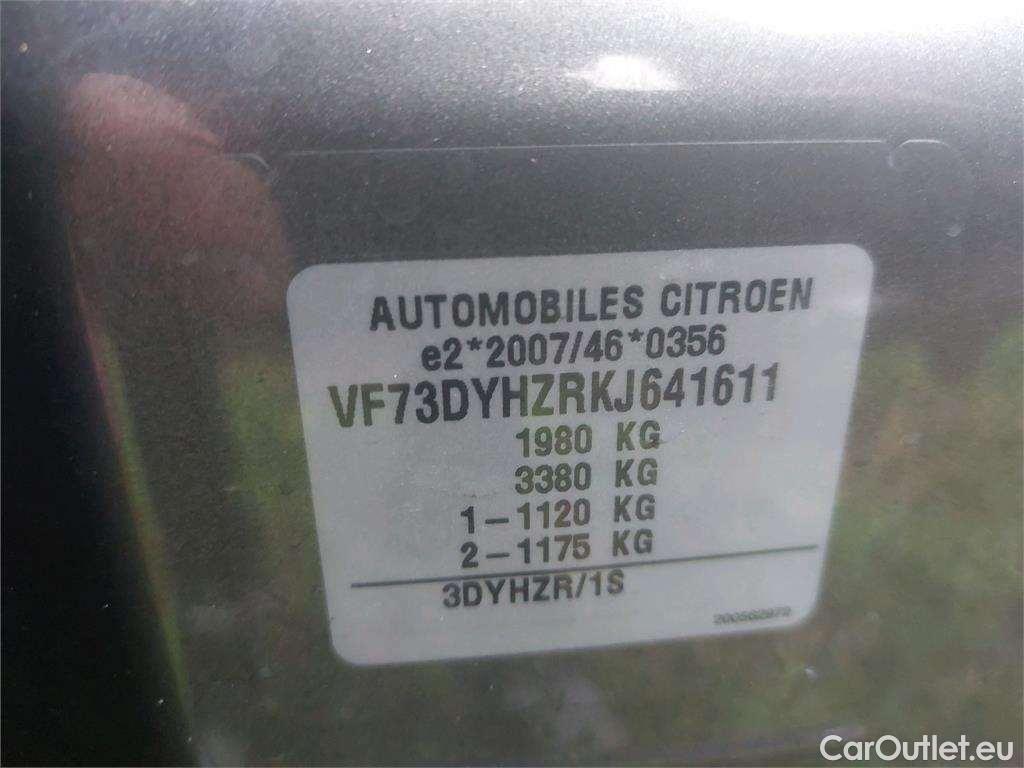 AUTOMOBILES CITROEN
e2*2007/46*0356
VF73DYHZRKJ641611
1980 KG
3380 KG
1-1120 KG
2-1175 KG
3DYHZR/1S
CarOutlet.eu